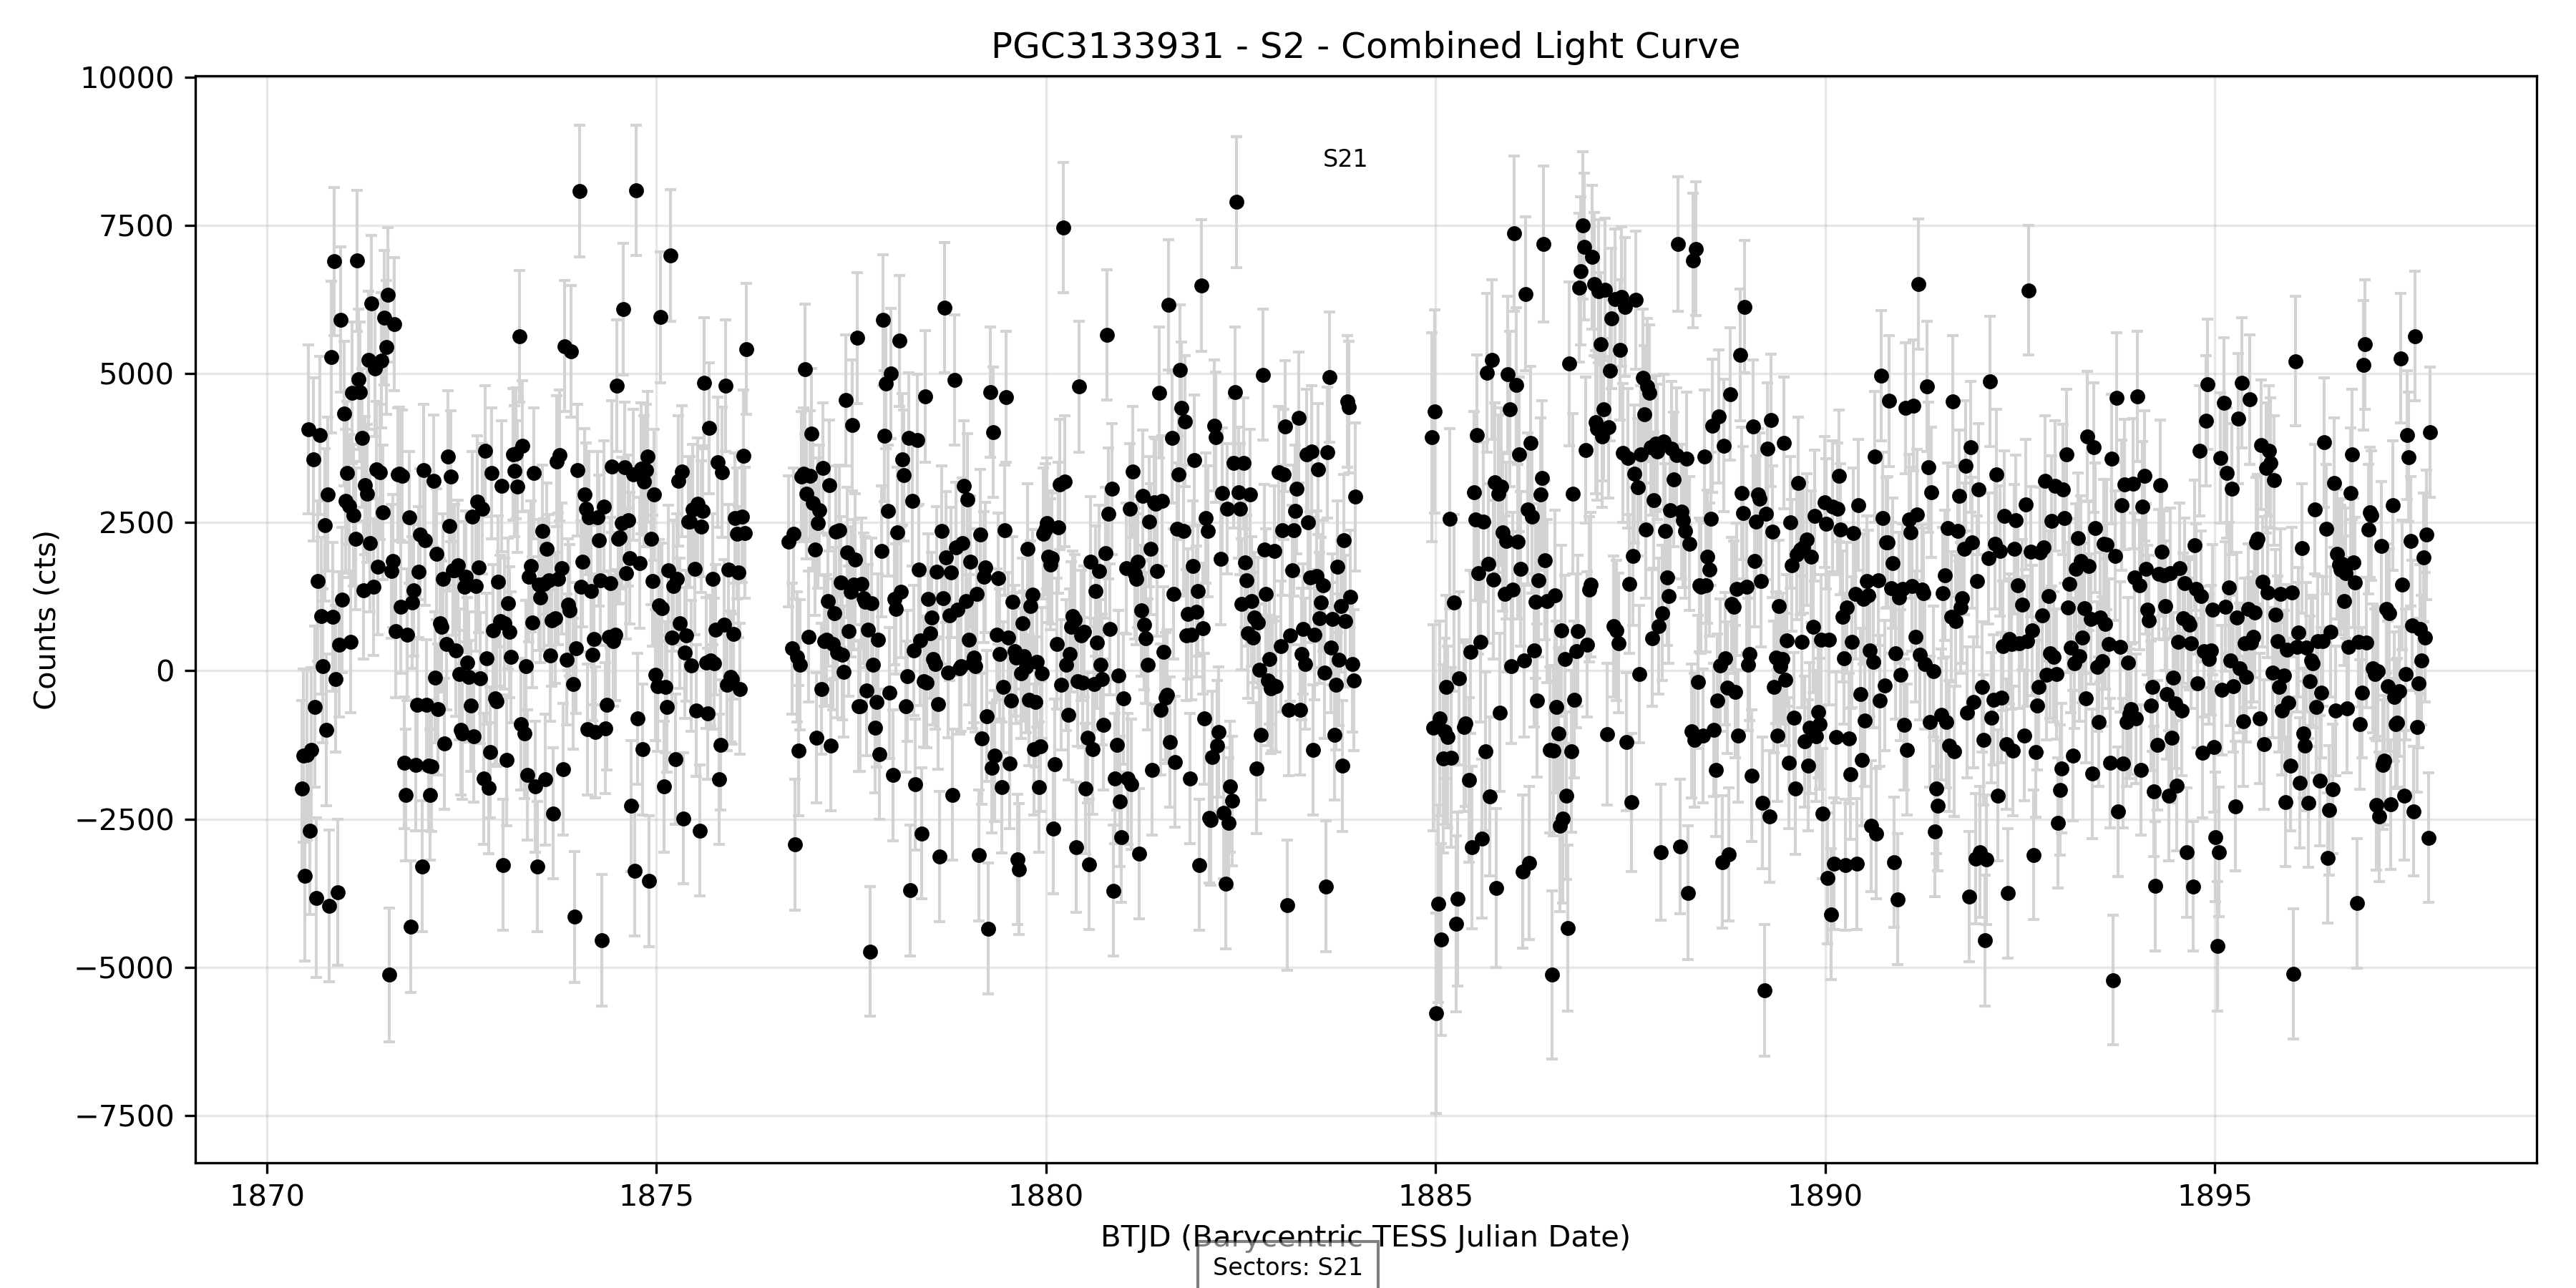 PGC3133931 - S2 - Combined Light Curve
10000
7500
5000
2500
0
−2500
−5000
−7500
Counts (cts)
S21
1870
1875
1880
1885
1890
1895
BTJD (Barycentric TESS Julian Date)
Sectors: S21